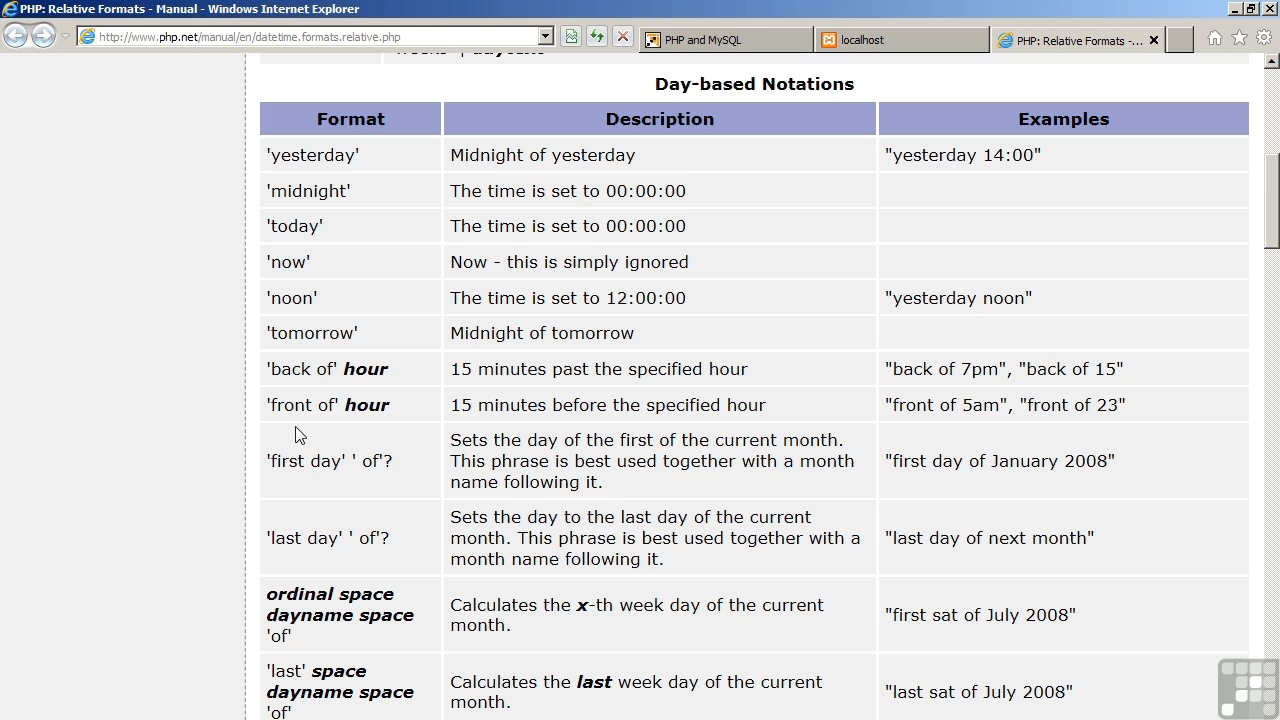 PHP: Relative Formats - Manual - Windows Internet Explorer
http://www.php.net/manual/en/datetime.formats.relative.php
PHP and MySQL
localhost
PHP: Relative Formats -...
Day-based Notations
Format Description Examples
'yesterday' Midnight of yesterday "yesterday 14:00"
'midnight' The time is set to 00:00:00
'today' The time is set to 00:00:00
'now' Now - this is simply ignored
'noon' The time is set to 12:00:00 "yesterday noon"
'tomorrow' Midnight of tomorrow
'back of' hour 15 minutes past the specified hour "back of 7pm", "back of 15"
'front of' hour 15 minutes before the specified hour "front of 5am", "front of 23"
'first day' ' of'?
Sets the day of the first of the current month.
This phrase is best used together with a month
name following it.
"first day of January 2008"
'last day' ' of'?
Sets the day to the last day of the current
month. This phrase is best used together with a
month name following it.
"last day of next month"
ordinal space
dayname space
'of'
Calculates the x-th week day of the current
month.
"first sat of July 2008"
'last' space
dayname space
'of'
Calculates the last week day of the current
month.
"last sat of July 2008"